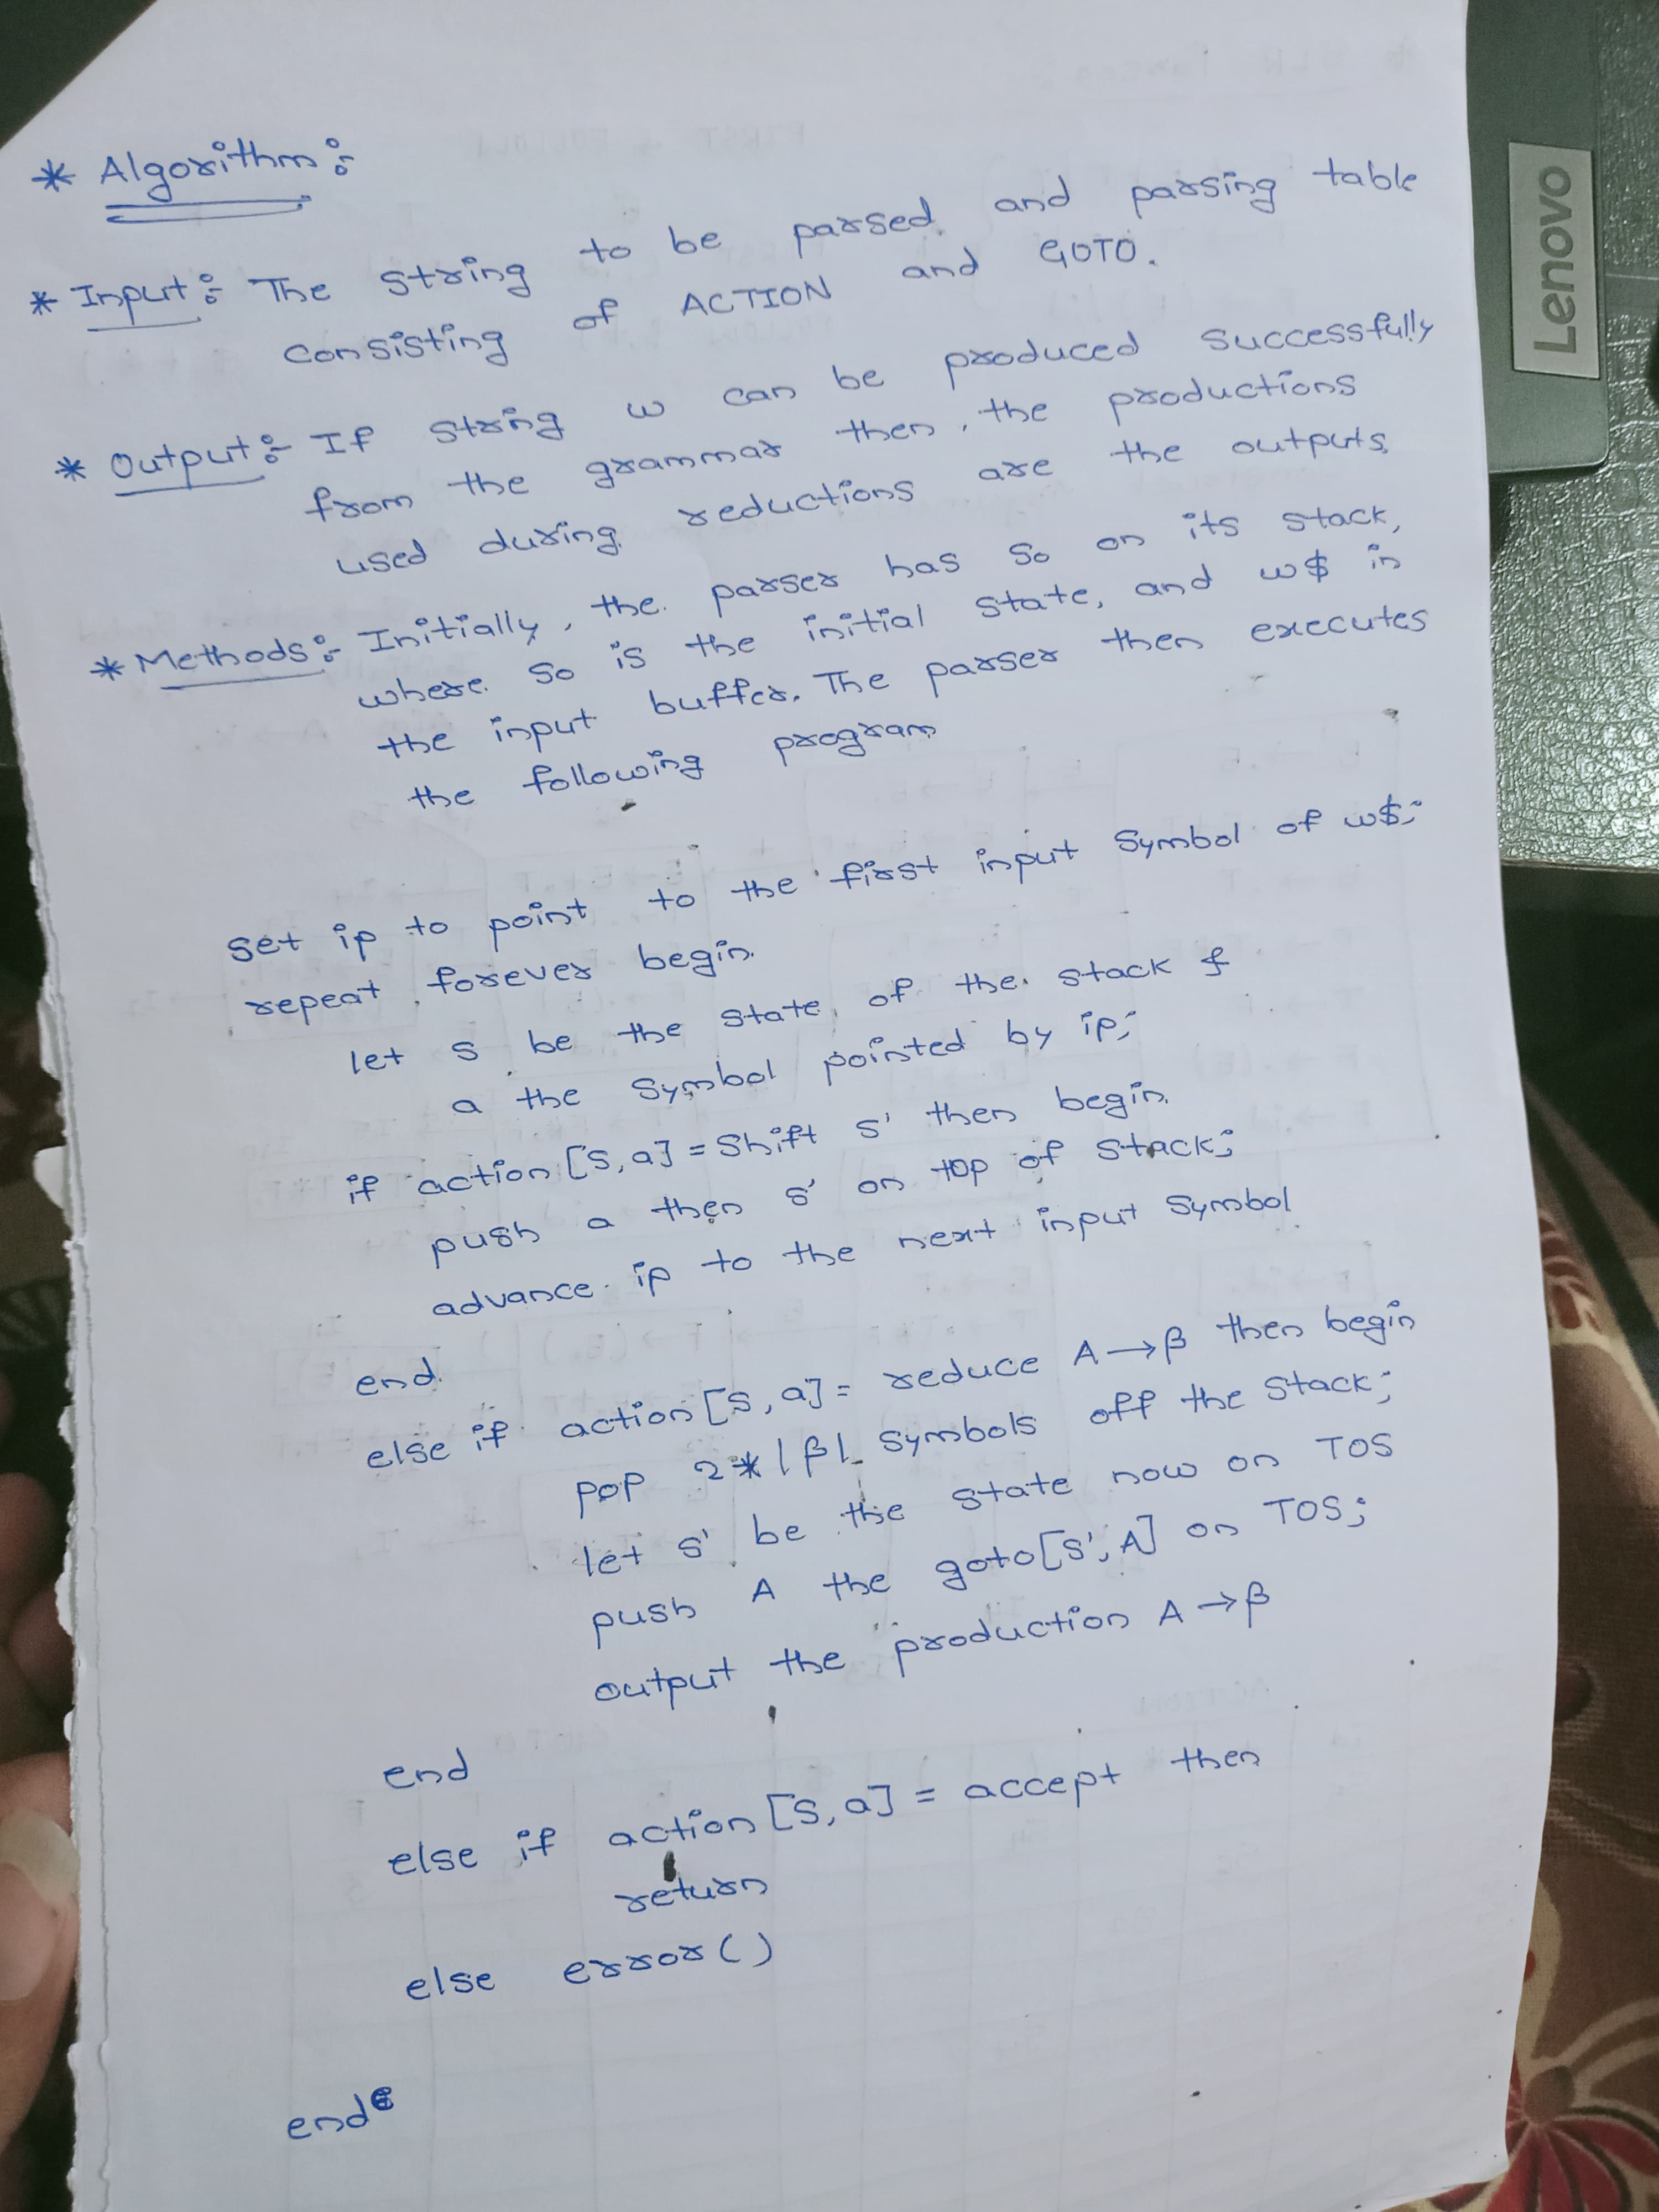 * Algorithm :-
* Input :- The string to be parsed and parsing table
consisting of ACTION and GOTO.
* Output :- If string w can be produced successfully
from the grammar then, the productions
used during reductions are the outputs
* Methods :- Initially, the parser has so on its stack,
where so is the initial state, and w$ in
the input buffer. The parser then executes
the following program
set ip to point to the first input symbol of w$;
repeat forever begin
let s be the state of the stack &
a the symbol pointed by ip;
if action [S, a] = shift s' then begin
push a then s' on top of stack;
advance ip to the next input symbol
end
else if action [S, a] = reduce A → β then begin
pop 2 * |β| symbols off the stack;
let s' be the state now on TOS
push A the goto [s', A] on TOS;
output the production A → β
end
else if action [S, a] = accept then
return
else error ( )
end
Lenovo